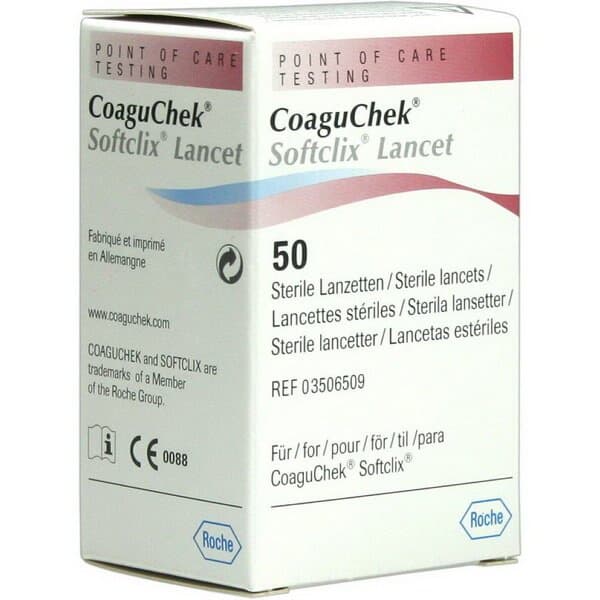 POINT OF CARE
TESTING
CoaguChek®
Softclix® Lancet
Fabriqué et imprimé
en Allemangne
www.coaguchek.com
COAGUCHEK and SOFTCLIX are
trademarks of a Member
of the Roche Group.
i
CE 0088
Roche
POINT OF CARE
TESTING
CoaguChek®
Softclix® Lancet
50
Sterile Lanzetten / Sterile lancets /
Lancettes stériles / Sterila lansetter /
Sterile lancetter / Lancetas estériles
REF 03506509
Für / for / pour / för / til / para
CoaguChek® Softclix®
Roche